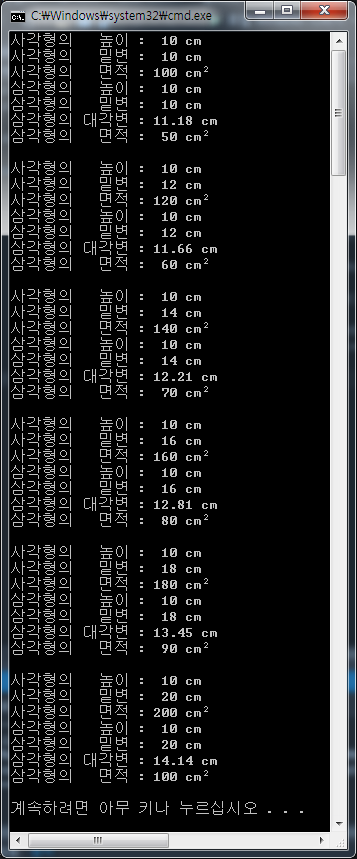 C:\Windows\system32\cmd.exe
사각형의 높이 : 10 cm
사각형의 밑변 : 10 cm
사각형의 면적 : 100 cm²
삼각형의 높이 : 10 cm
삼각형의 밑변 : 10 cm
삼각형의 대각변 : 11.18 cm
삼각형의 면적 : 50 cm²
사각형의 높이 : 10 cm
사각형의 밑변 : 12 cm
사각형의 면적 : 120 cm²
삼각형의 높이 : 10 cm
삼각형의 밑변 : 12 cm
삼각형의 대각변 : 11.66 cm
삼각형의 면적 : 60 cm²
사각형의 높이 : 10 cm
사각형의 밑변 : 14 cm
사각형의 면적 : 140 cm²
삼각형의 높이 : 10 cm
삼각형의 밑변 : 14 cm
삼각형의 대각변 : 12.21 cm
삼각형의 면적 : 70 cm²
사각형의 높이 : 10 cm
사각형의 밑변 : 16 cm
사각형의 면적 : 160 cm²
삼각형의 높이 : 10 cm
삼각형의 밑변 : 16 cm
삼각형의 대각변 : 12.81 cm
삼각형의 면적 : 80 cm²
사각형의 높이 : 10 cm
사각형의 밑변 : 18 cm
사각형의 면적 : 180 cm²
삼각형의 높이 : 10 cm
삼각형의 밑변 : 18 cm
삼각형의 대각변 : 13.45 cm
삼각형의 면적 : 90 cm²
사각형의 높이 : 10 cm
사각형의 밑변 : 20 cm
사각형의 면적 : 200 cm²
삼각형의 높이 : 10 cm
삼각형의 밑변 : 20 cm
삼각형의 대각변 : 14.14 cm
삼각형의 면적 : 100 cm²
계속하려면 아무 키나 누르십시오 . . .